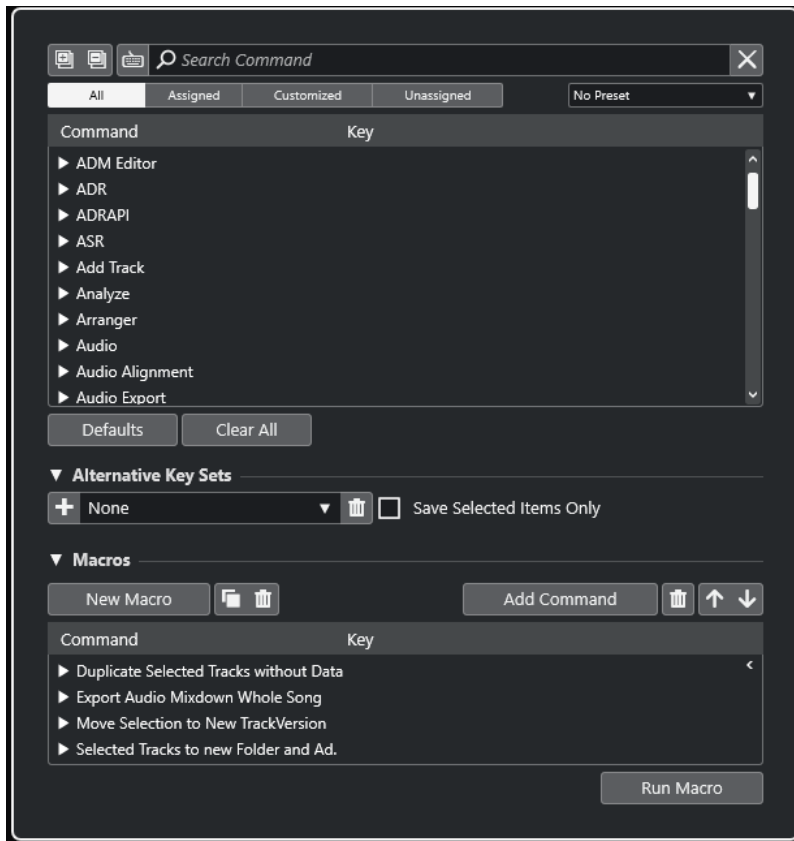 Search Command
All Assigned Customized Unassigned No Preset
Command Key
ADM Editor
ADR
ADRAPI
ASR
Add Track
Analyze
Arranger
Audio
Audio Alignment
Audio Export
Defaults Clear All
Alternative Key Sets
None Save Selected Items Only
Macros
New Macro Add Command
Command Key
Duplicate Selected Tracks without Data
Export Audio Mixdown Whole Song
Move Selection to New TrackVersion
Selected Tracks to new Folder and Ad.
Run Macro